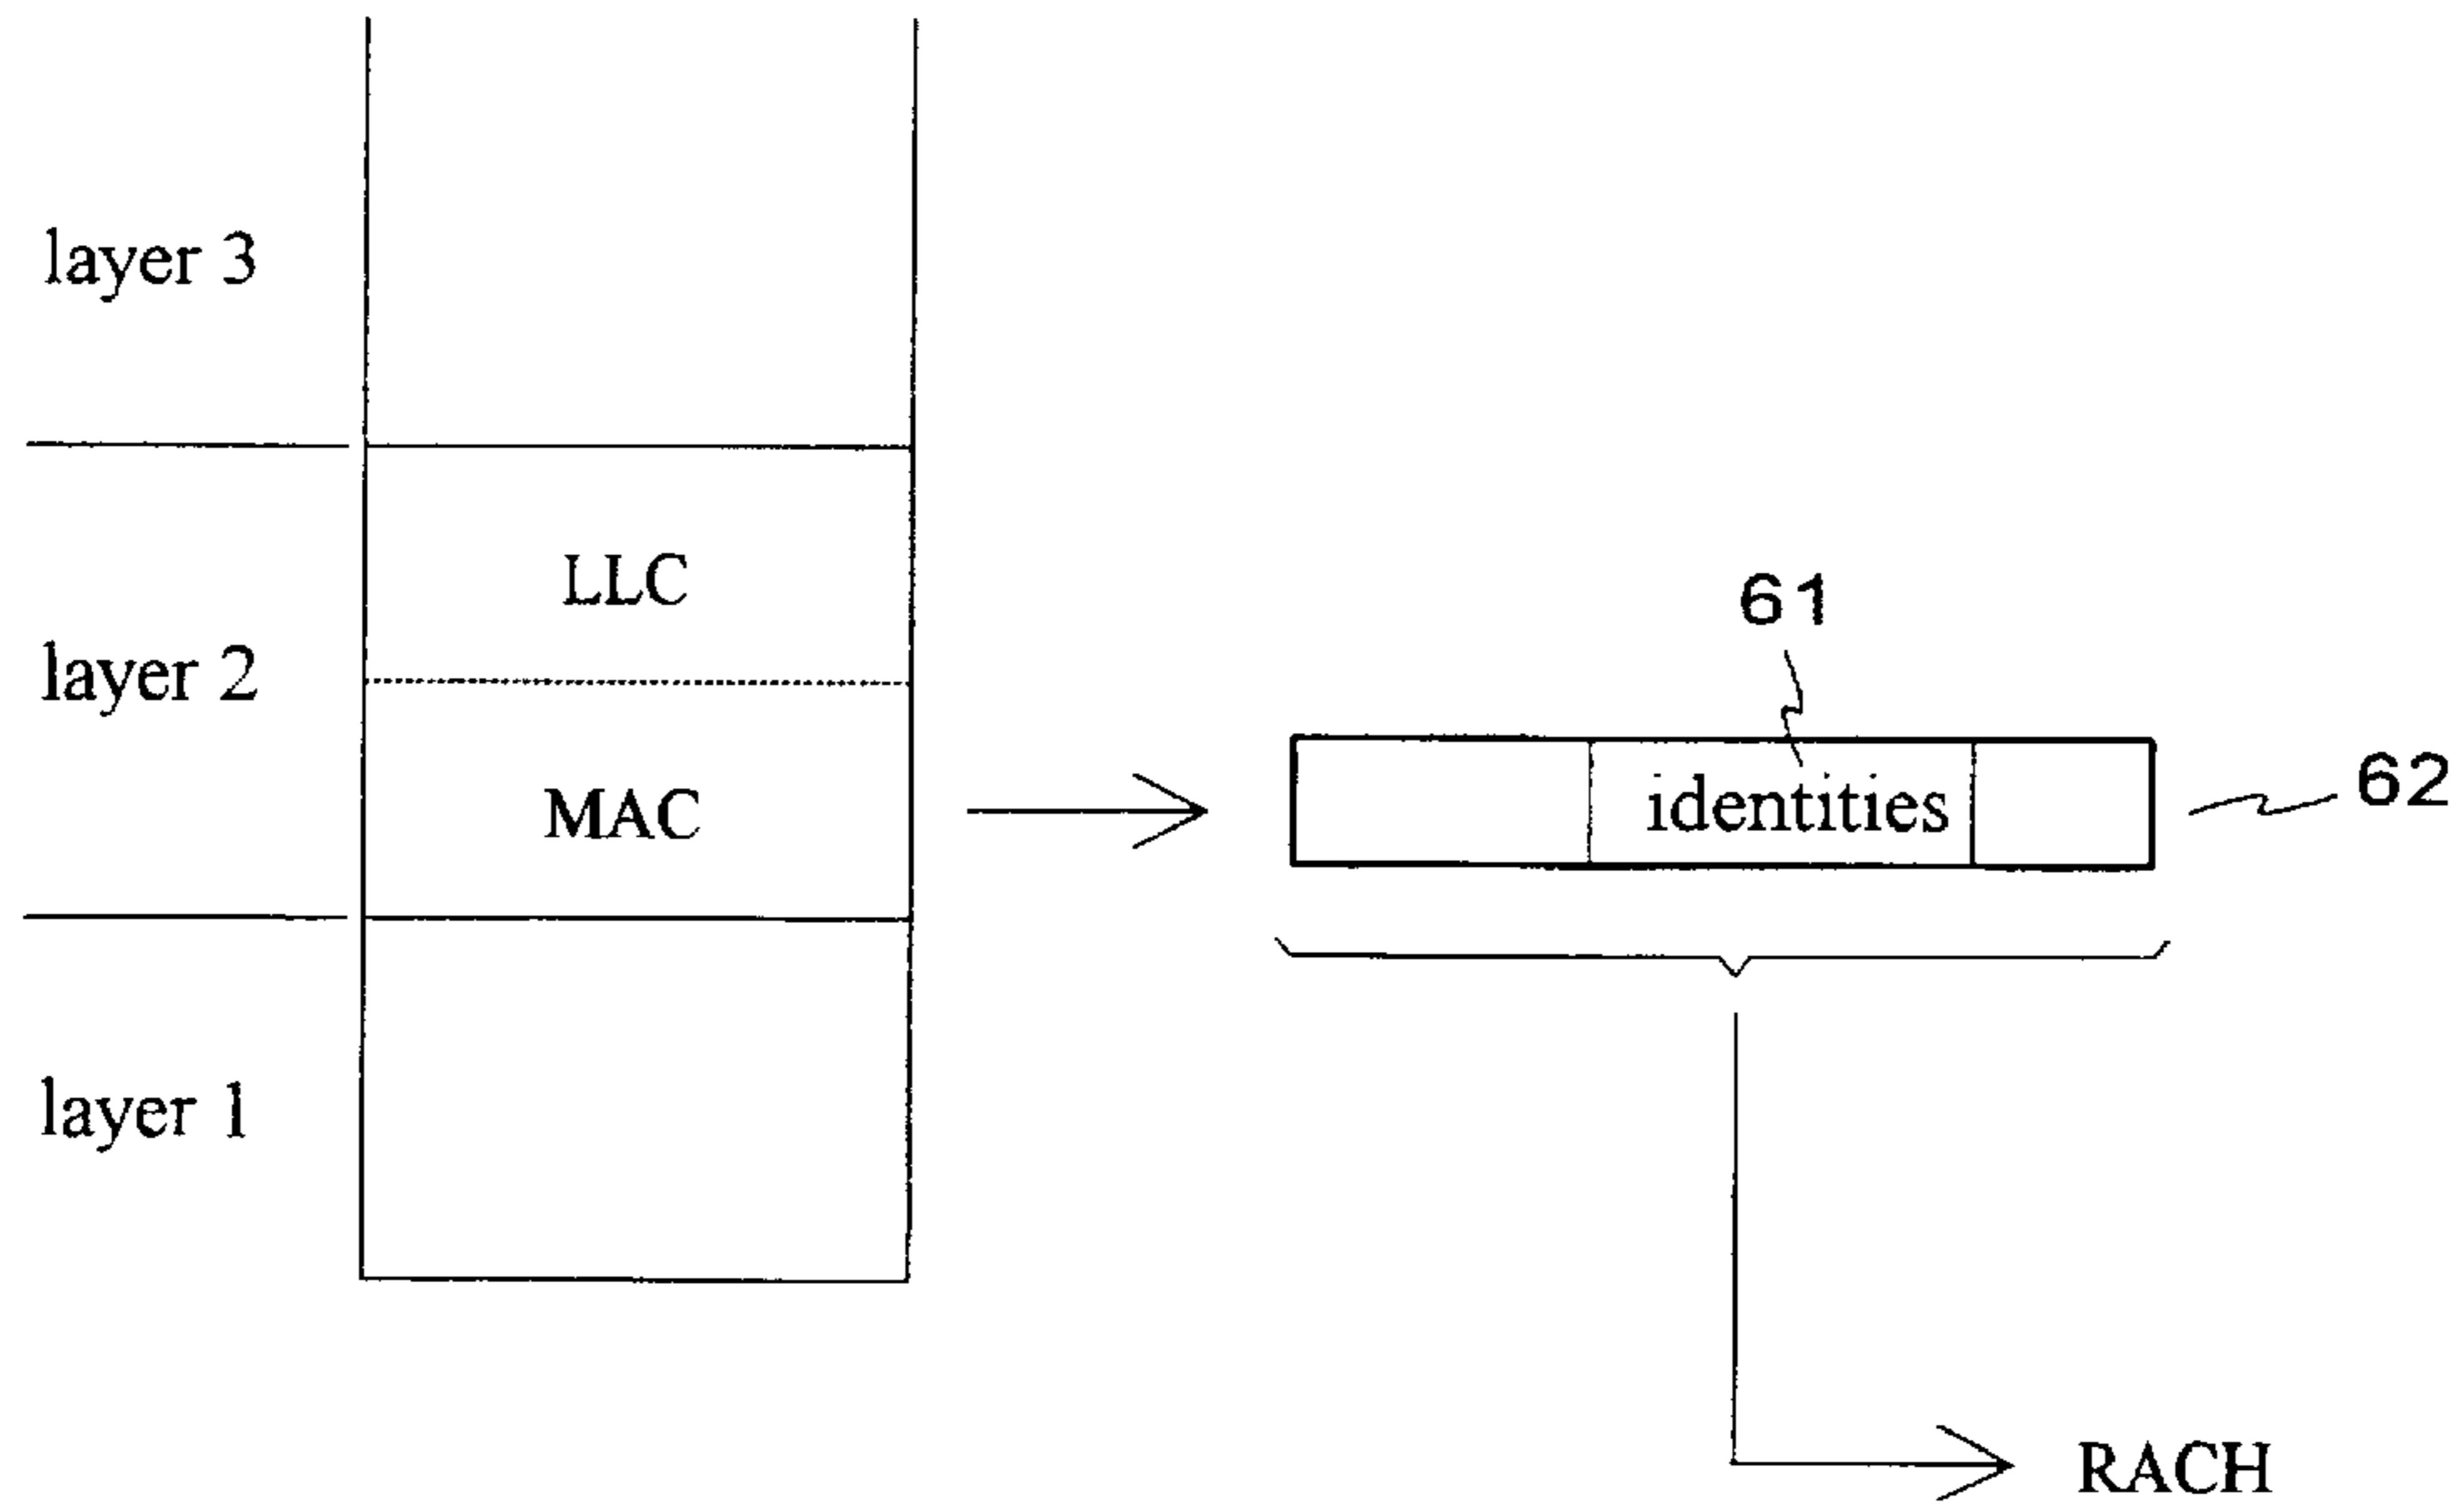 layer 3
LLC
layer 2
MAC
layer 1
61
identities
62
RACH